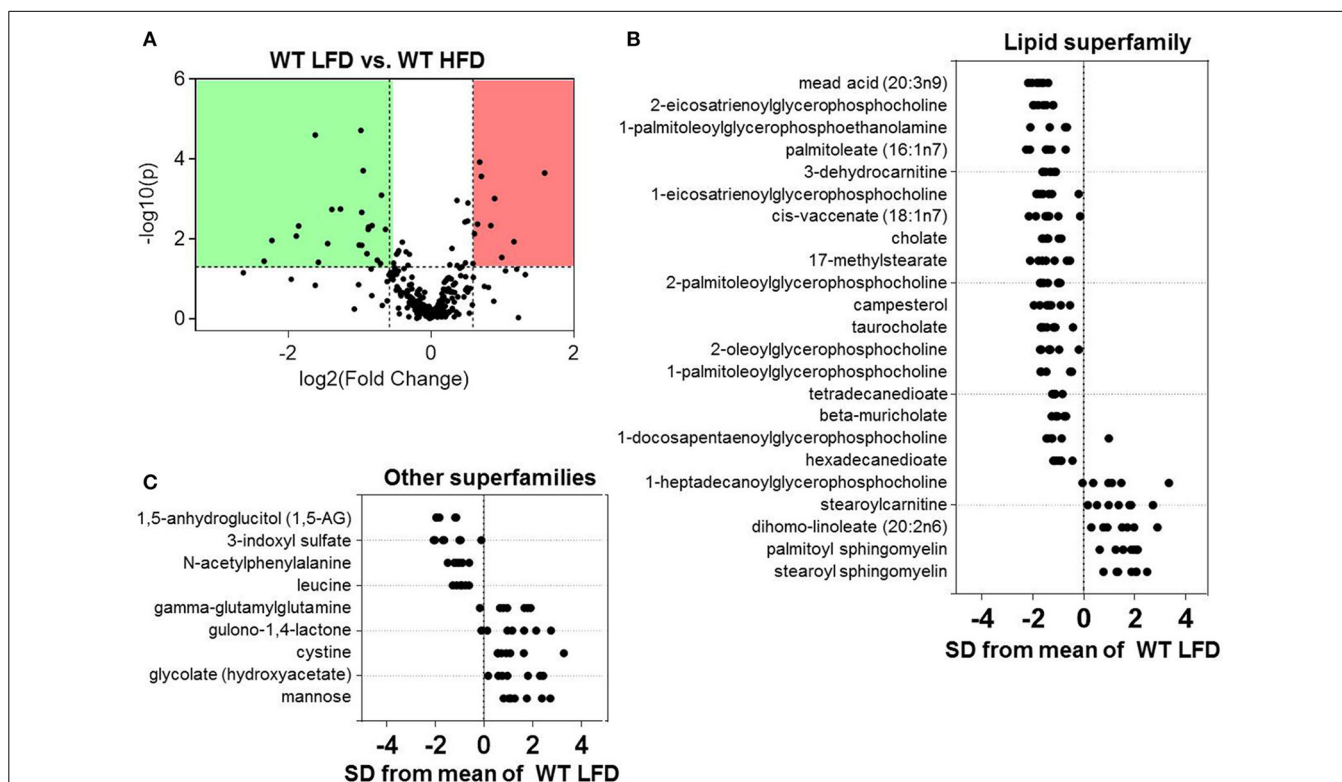 A
WT LFD vs. WT HFD
6
4
2
0
-log10(p)
-2
0
2
log2(Fold Change)
B
Lipid superfamily
mead acid (20:3n9)
2-eicosatrienoylglycerophosphocholine
1-palmitoleoylglycerophosphoethanolamine
palmitoleate (16:1n7)
3-dehydrocarnitine
1-eicosatrienoylglycerophosphocholine
cis-vaccenate (18:1n7)
cholate
17-methylstearate
2-palmitoleoylglycerophosphocholine
campesterol
taurocholate
2-oleoylglycerophosphocholine
1-palmitoleoylglycerophosphocholine
tetradecanedioate
beta-muricholate
1-docosapentaenoylglycerophosphocholine
hexadecanedioate
1-heptadecanoylglycerophosphocholine
stearoylcarnitine
dihomo-linoleate (20:2n6)
palmitoyl sphingomyelin
stearoyl sphingomyelin
-4 -2 0 2 4
SD from mean of WT LFD
C
Other superfamilies
1,5-anhydroglucitol (1,5-AG)
3-indoxyl sulfate
N-acetylphenylalanine
leucine
gamma-glutamylglutamine
gulono-1,4-lactone
cystine
glycolate (hydroxyacetate)
mannose
-4 -2 0 2 4
SD from mean of WT LFD